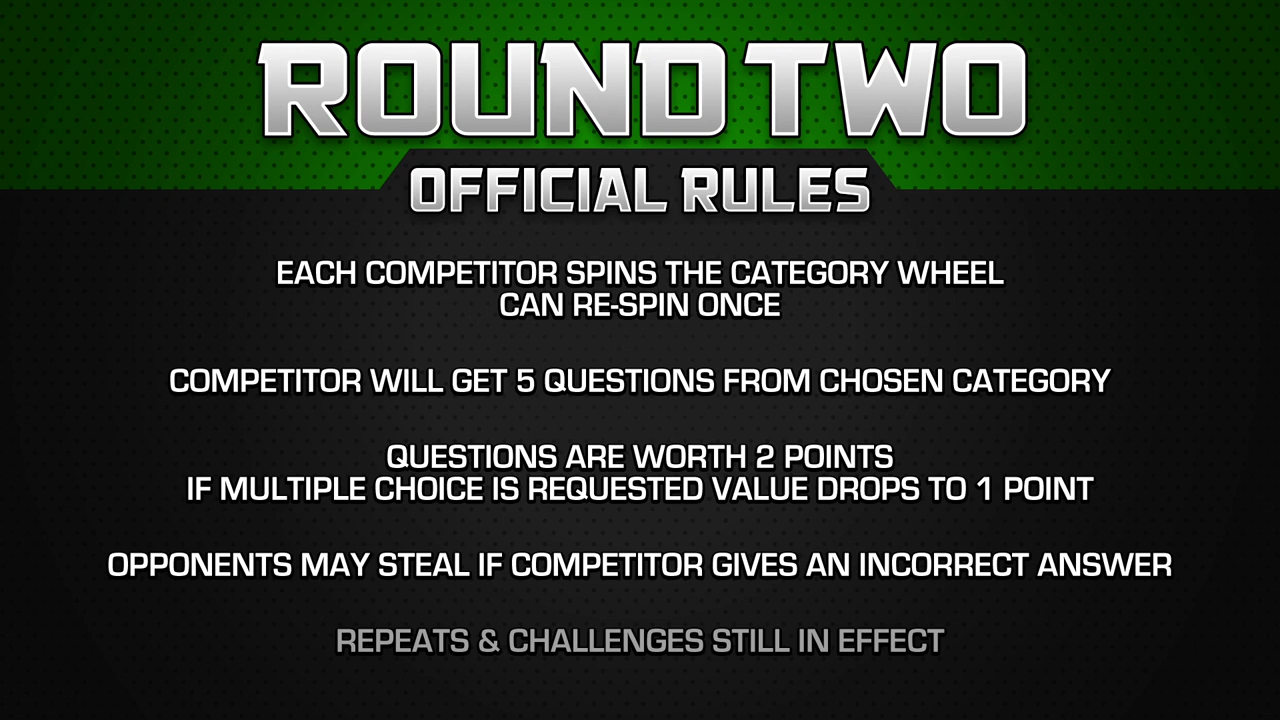 ROUND TWO
OFFICIAL RULES
EACH COMPETITOR SPINS THE CATEGORY WHEEL
CAN RE-SPIN ONCE
COMPETITOR WILL GET 5 QUESTIONS FROM CHOSEN CATEGORY
QUESTIONS ARE WORTH 2 POINTS
IF MULTIPLE CHOICE IS REQUESTED VALUE DROPS TO 1 POINT
OPPONENTS MAY STEAL IF COMPETITOR GIVES AN INCORRECT ANSWER
REPEATS & CHALLENGES STILL IN EFFECT